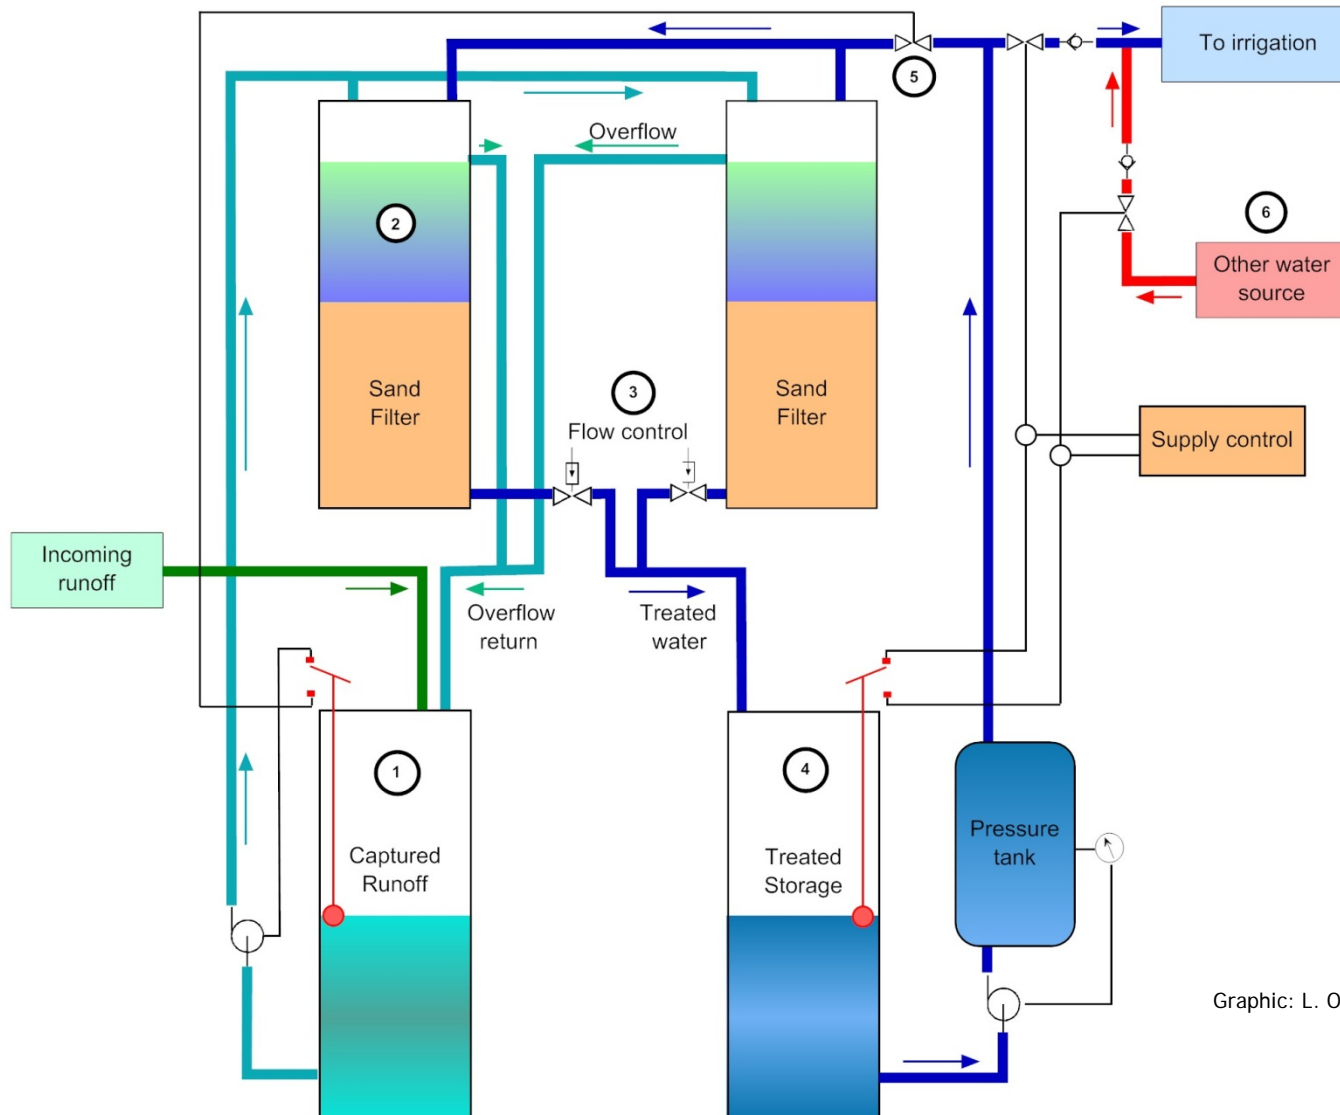 To irrigation
5
Overflow
2
6
Other water
source
Sand
Filter
3
Sand
Filter
Flow control
Supply control
Incoming
runoff
Overflow
return
Treated
water
1
4
Captured
Runoff
Treated
Storage
Pressure
tank
Graphic: L. O